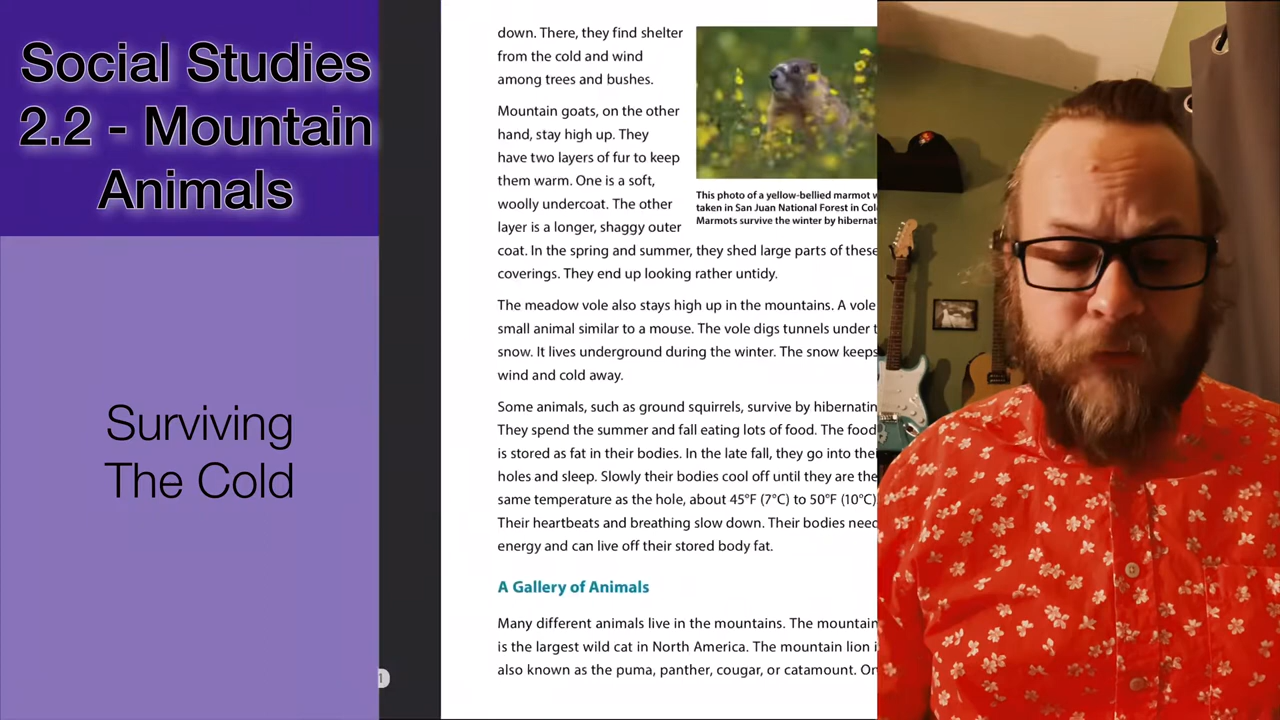 Social Studies
2.2 - Mountain
Animals
Surviving
The Cold
down. There, they find shelter
from the cold and wind
among trees and bushes.
Mountain goats, on the other
hand, stay high up. They
have two layers of fur to keep
them warm. One is a soft,
woolly undercoat. The other
layer is a longer, shaggy outer
coat. In the spring and summer, they shed large parts of these
coverings. They end up looking rather untidy.
This photo of a yellow-bellied marmot w
taken in San Juan National Forest in Col
Marmots survive the winter by hibernat
The meadow vole also stays high up in the mountains. A vole
small animal similar to a mouse. The vole digs tunnels under t
snow. It lives underground during the winter. The snow keeps
wind and cold away.
Some animals, such as ground squirrels, survive by hibernatin
They spend the summer and fall eating lots of food. The food
is stored as fat in their bodies. In the late fall, they go into thei
holes and sleep. Slowly their bodies cool off until they are the
same temperature as the hole, about 45°F (7°C) to 50°F (10°C)
Their heartbeats and breathing slow down. Their bodies need
energy and can live off their stored body fat.
A Gallery of Animals
Many different animals live in the mountains. The mountain
is the largest wild cat in North America. The mountain lion i
also known as the puma, panther, cougar, or catamount. On
1